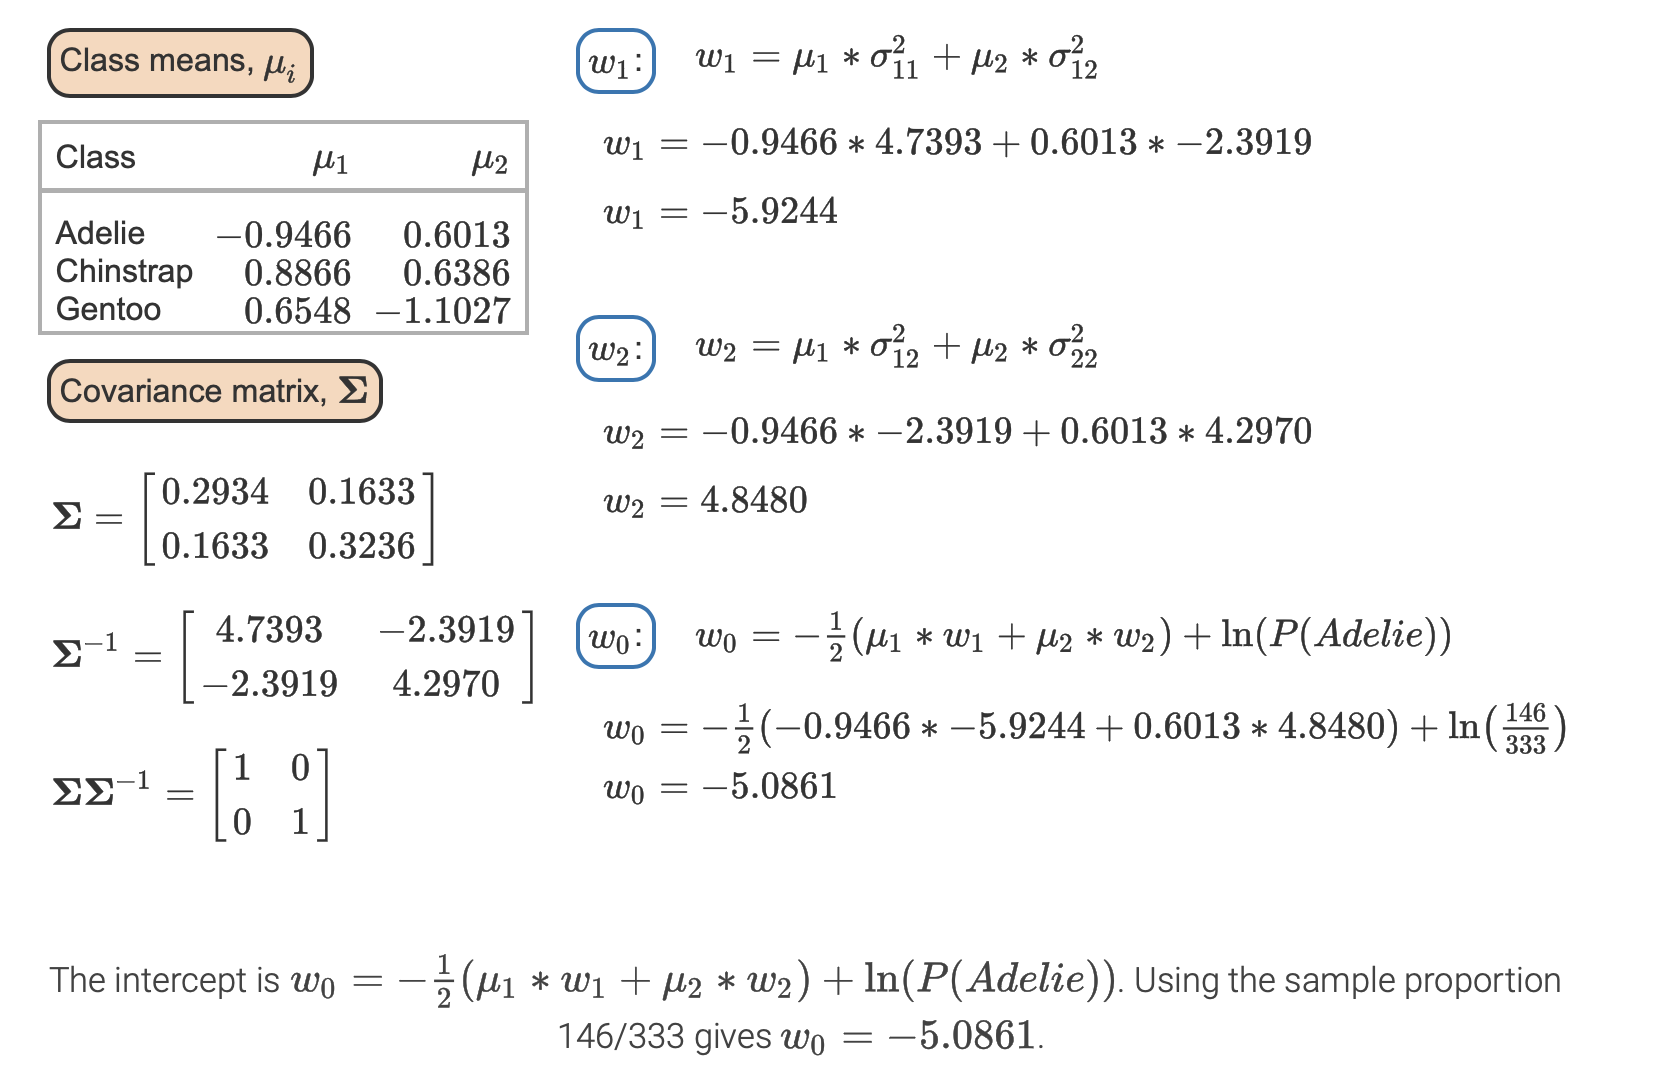 Class means, μᵢ
Class μ₁ μ₂
Adelie −0.9466 0.6013
Chinstrap 0.8866 0.6386
Gentoo 0.6548 −1.1027
Covariance matrix, Σ
Σ = [0.2934 0.1633
0.1633 0.3236]
Σ⁻¹ = [4.7393 −2.3919
−2.3919 4.2970]
ΣΣ⁻¹ = [1 0
0 1]
w₁: w₁ = μ₁ * σ²₁₁ + μ₂ * σ²₁₂
w₁ = −0.9466 * 4.7393 + 0.6013 * −2.3919
w₁ = −5.9244
w₂: w₂ = μ₁ * σ²₁₂ + μ₂ * σ²₂₂
w₂ = −0.9466 * −2.3919 + 0.6013 * 4.2970
w₂ = 4.8480
w₀: w₀ = −½(μ₁ * w₁ + μ₂ * w₂) + ln(P(Adelie))
w₀ = −½(−0.9466 * −5.9244 + 0.6013 * 4.8480) + ln(146/333)
w₀ = −5.0861
The intercept is w₀ = −½(μ₁ * w₁ + μ₂ * w₂) + ln(P(Adelie)). Using the sample proportion
146/333 gives w₀ = −5.0861.